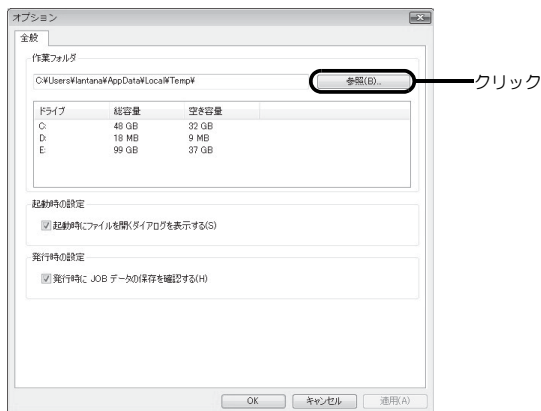 オプション
全般
作業フォルダ
C:¥Users¥lantana¥AppData¥Local¥Temp¥
参照(B)...
クリック
ドライブ 総容量 空き容量
C: 48 GB 32 GB
D: 18 MB 9 MB
E: 99 GB 37 GB
起動時の設定
起動時にファイルを開くダイアログを表示する(S)
発行時の設定
発行時に JOB データの保存を確認する(H)
OK キャンセル 適用(A)